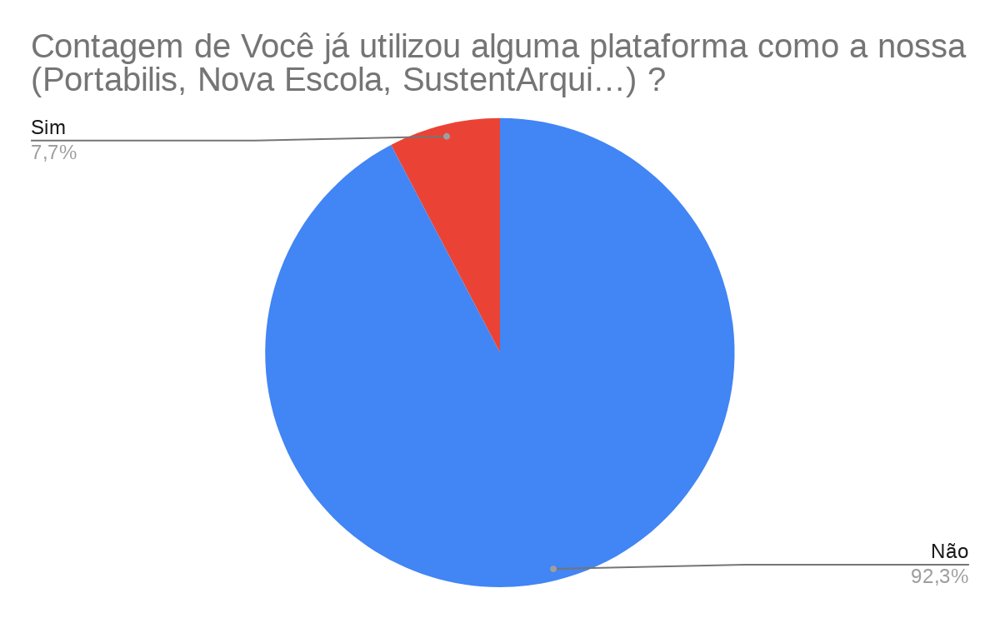 Contagem de Você já utilizou alguma plataforma como a nossa
(Portabilis, Nova Escola, SustentArqui…) ?
Sim
7,7%
Não
92,3%